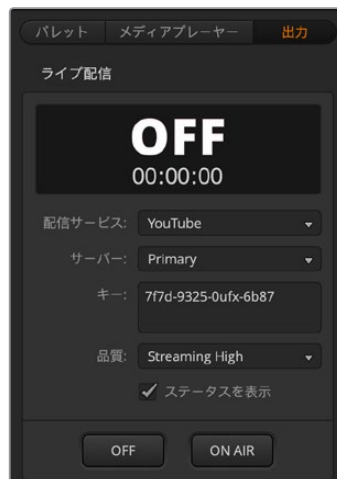 パレット メディアプレーヤー 出力
ライブ配信
OFF
00:00:00
配信サービス: YouTube
サーバー: Primary
キー: 7f7d-9325-0ufx-6b87
品質: Streaming High
ステータスを表示
OFF ON AIR